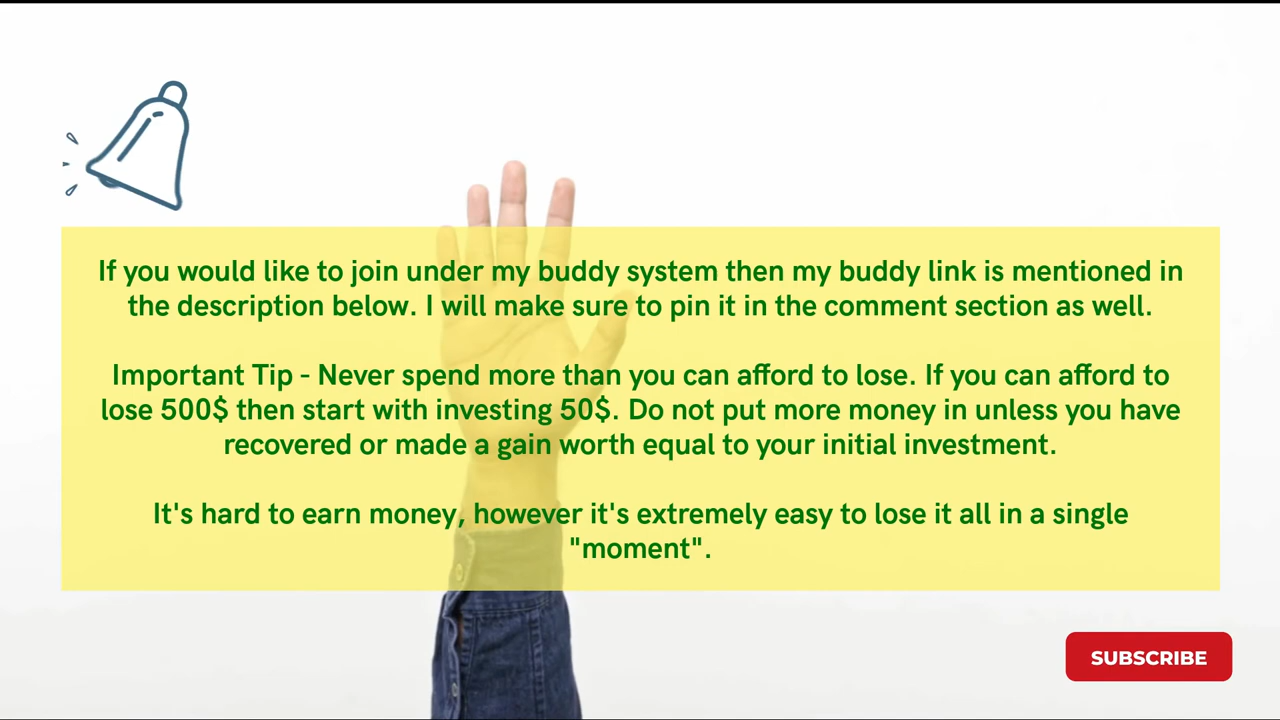 If you would like to join under my buddy system then my buddy link is mentioned in
the description below. I will make sure to pin it in the comment section as well.
Important Tip - Never spend more than you can afford to lose. If you can afford to
lose 500$ then start with investing 50$. Do not put more money in unless you have
recovered or made a gain worth equal to your initial investment.
It's hard to earn money, however it's extremely easy to lose it all in a single
"moment".
SUBSCRIBE